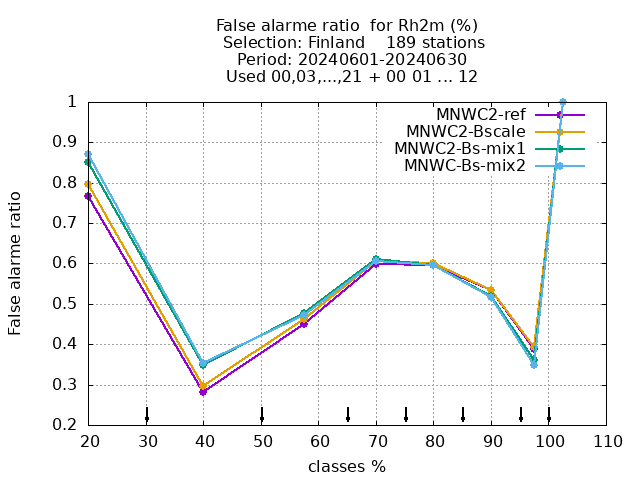 False alarme ratio  for Rh2m (%)
Selection: Finland    189 stations
Period: 20240601-20240630
Used 00,03,...,21 + 00 01 ... 12
MNWC2-ref
MNWC2-Bscale
MNWC2-Bs-mix1
MNWC-Bs-mix2
False alarme ratio
1
0.9
0.8
0.7
0.6
0.5
0.4
0.3
0.2
20 30 40 50 60 70 80 90 100 110
classes %